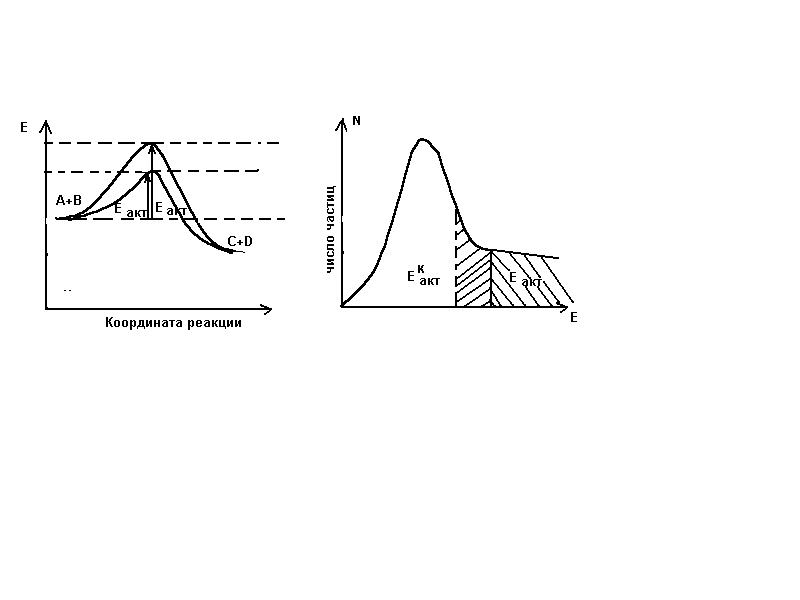 E
A+B
E акт
E акт
C+D
Координата реакции
N
число частиц
E К акт
E акт
E